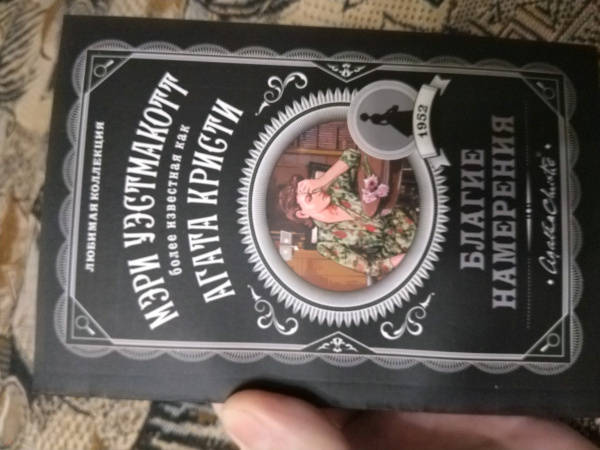 ЛЮБИМАЯ КОЛЛЕКЦИЯ
МЭРИ УЭСТМАКОТТ
более известная как
АГАТА КРИСТИ
1952
БЛАГИЕ
НАМЕРЕНИЯ
Agatha Christie